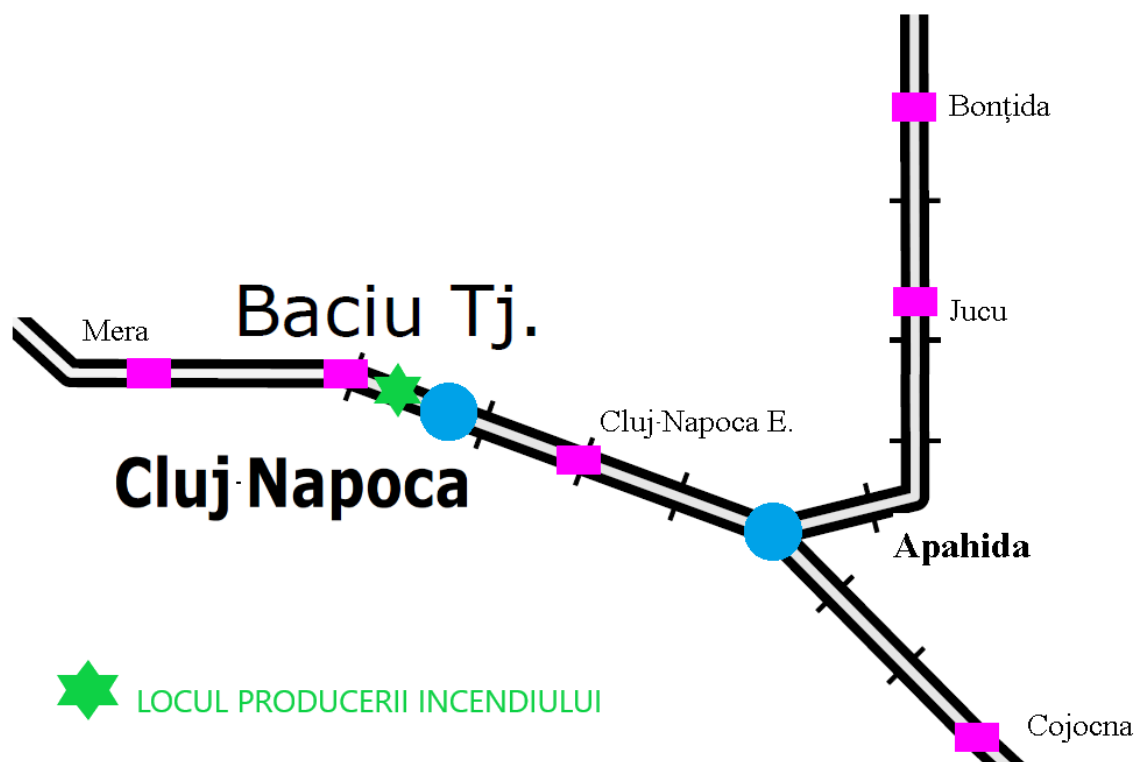 Bonțida
Jucu
Baciu Tj.
Mera
Cluj-Napoca E.
Cluj-Napoca
Apahida
Cojocna
LOCUL PRODUCERII INCENDIULUI